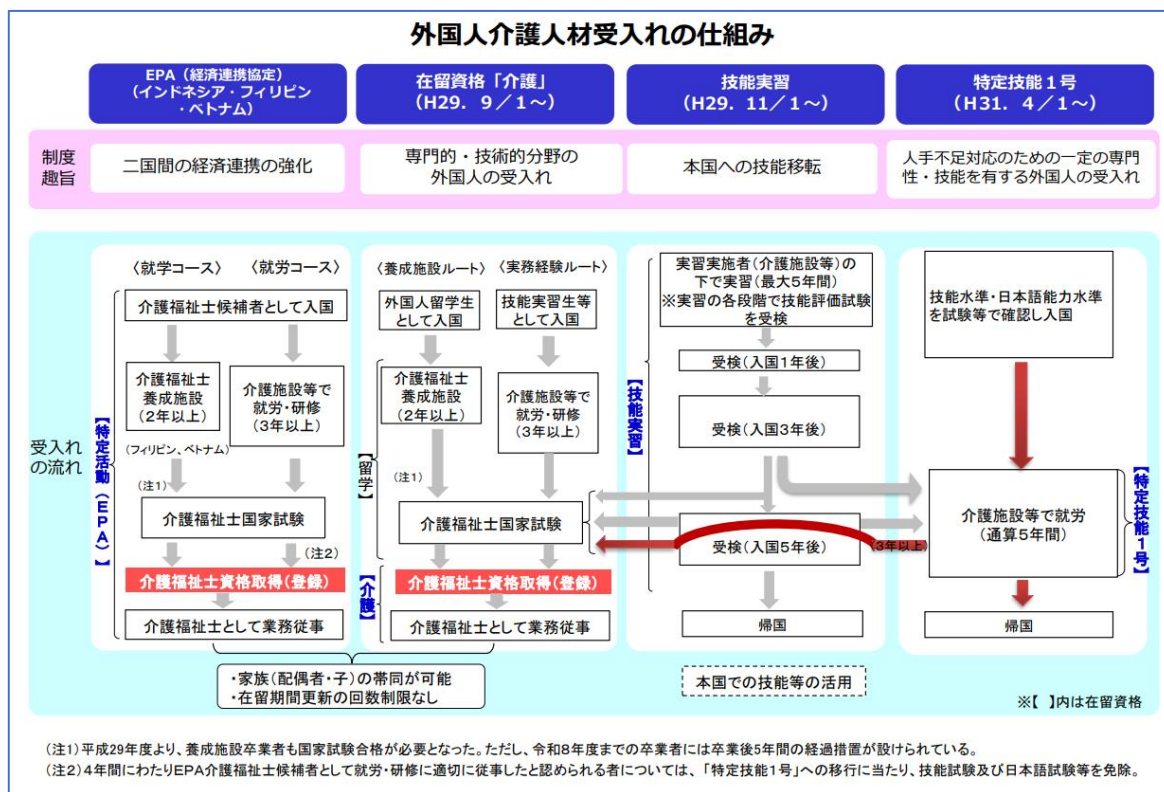 外国人介護人材受入れの仕組み
EPA（経済連携協定）
（インドネシア・フィリピン
・ベトナム）
在留資格「介護」
（H29．9／1～）
技能実習
（H29．11／1～）
特定技能１号
（H31．4／1～）
制度
趣旨
二国間の経済連携の強化
専門的・技術的分野の
外国人の受入れ
本国への技能移転
人手不足対応のための一定の専門
性・技能を有する外国人の受入れ
受入れ
の流れ
【特定活動（ＥＰＡ）】
〈就学コース〉
〈就労コース〉
介護福祉士候補者として入国
介護福祉士
養成施設
（2年以上）
介護施設等で
就労・研修
（3年以上）
（フィリピン、ベトナム）
（注1）
介護福祉士国家試験
（注2）
介護福祉士資格取得（登録）
介護福祉士として業務従事
〈養成施設ルート〉
〈実務経験ルート〉
外国人留学生
として入国
技能実習生等
として入国
【留学】
介護福祉士
養成施設
（2年以上）
介護施設等で
就労・研修
（3年以上）
（注1）
介護福祉士国家試験
【介護】
介護福祉士資格取得（登録）
介護福祉士として業務従事
・家族（配偶者・子）の帯同が可能
・在留期間更新の回数制限なし
【技能実習】
実習実施者（介護施設等）の
下で実習（最大5年間）
※実習の各段階で技能評価試験
を受検
受検（入国1年後）
受検（入国3年後）
受検（入国5年後）
（3年以上）
帰国
本国での技能等の活用
技能水準・日本語能力水準
を試験等で確認し入国
介護施設等で就労
（通算5年間）
【特定技能１号】
帰国
※【　】内は在留資格
（注1）平成29年度より、養成施設卒業者も国家試験合格が必要となった。ただし、令和8年度までの卒業者には卒業後5年間の経過措置が設けられている。
（注2）4年間にわたりEPA介護福祉士候補者として就労・研修に適切に従事したと認められる者については、「特定技能1号」への移行に当たり、技能試験及び日本語試験等を免除。